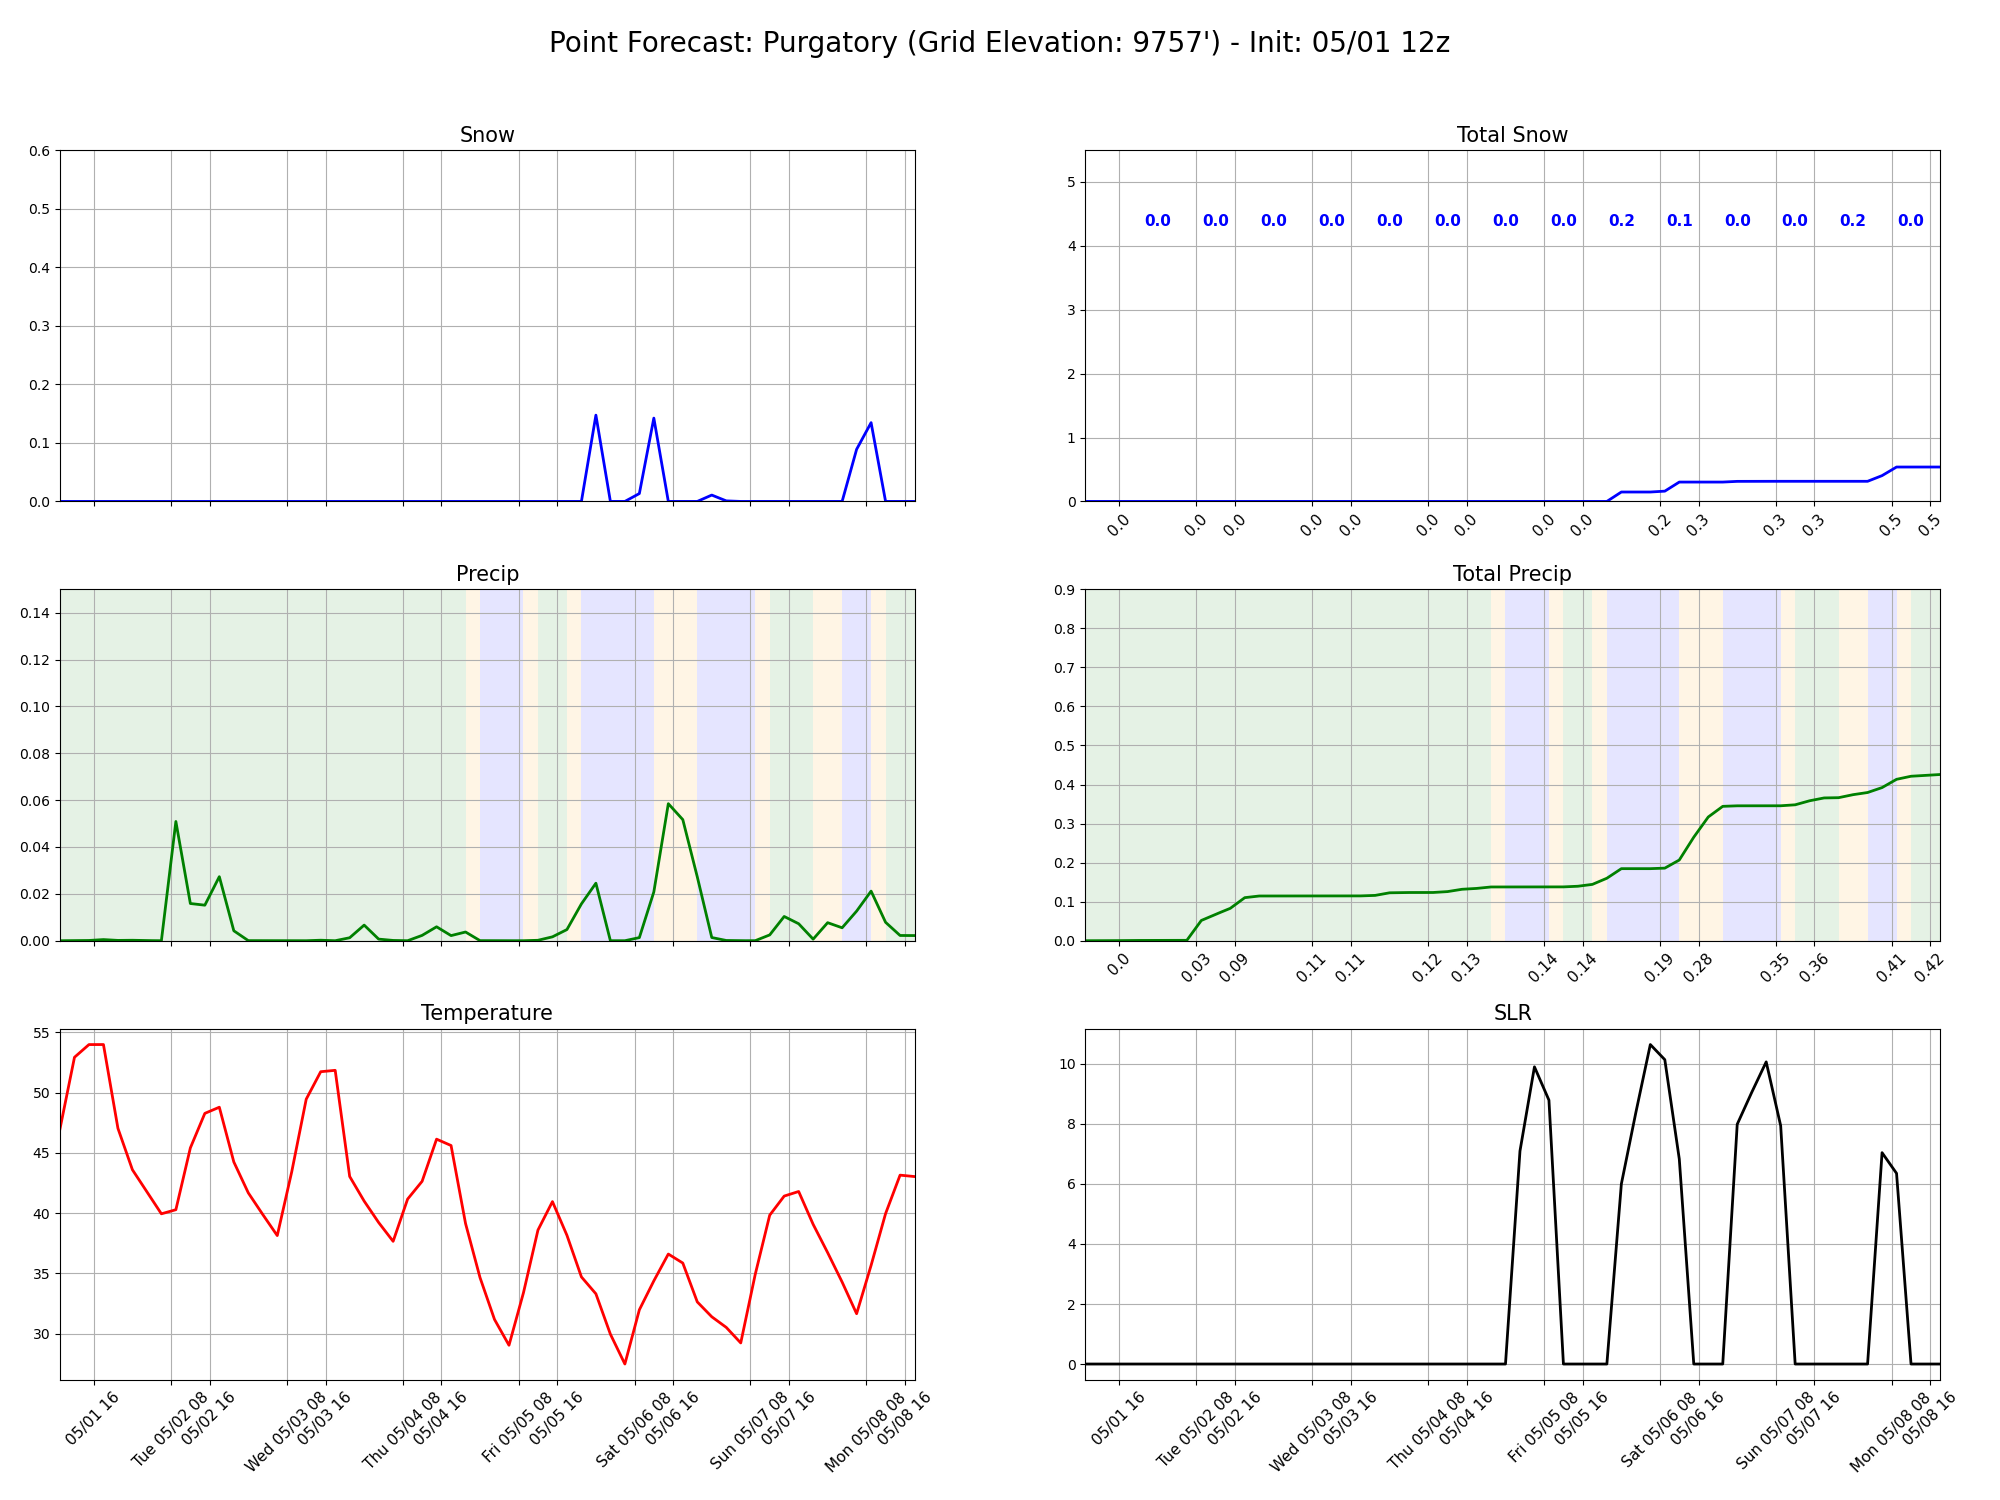 Point Forecast: Purgatory (Grid Elevation: 9757') - Init: 05/01 12z
Snow
0.6
0.5
0.4
0.3
0.2
0.1
0.0
Total Snow
5
4
3
2
1
0
0.0 0.0 0.0 0.0 0.0 0.0 0.0 0.0 0.2 0.1 0.0 0.0 0.2 0.0
0.0 0.0 0.0 0.0 0.0 0.0 0.0 0.0 0.0 0.2 0.3 0.3 0.3 0.5 0.5
Precip
0.14
0.12
0.10
0.08
0.06
0.04
0.02
0.00
Total Precip
0.9
0.8
0.7
0.6
0.5
0.4
0.3
0.2
0.1
0.0
0.0 0.03 0.09 0.11 0.11 0.12 0.13 0.14 0.14 0.19 0.28 0.35 0.36 0.41 0.42
Temperature
55
50
45
40
35
30
05/01 16
Tue 05/02 08
05/02 16
Wed 05/03 08
05/03 16
Thu 05/04 08
05/04 16
Fri 05/05 08
05/05 16
Sat 05/06 08
05/06 16
Sun 05/07 08
05/07 16
Mon 05/08 08
05/08 16
SLR
10
8
6
4
2
0
05/01 16
Tue 05/02 08
05/02 16
Wed 05/03 08
05/03 16
Thu 05/04 08
05/04 16
Fri 05/05 08
05/05 16
Sat 05/06 08
05/06 16
Sun 05/07 08
05/07 16
Mon 05/08 08
05/08 16